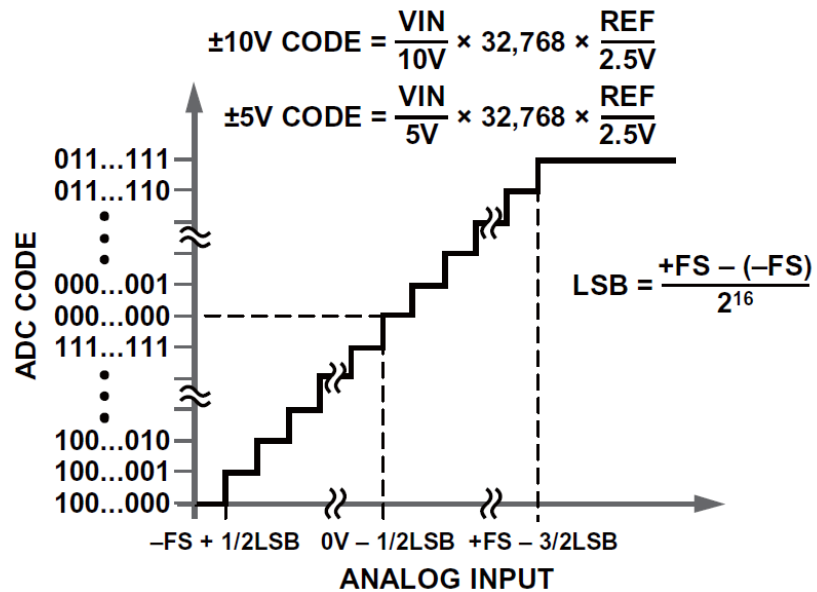 ±10V CODE = VIN/10V × 32,768 × REF/2.5V
±5V CODE = VIN/5V × 32,768 × REF/2.5V
011...111
011...110
000...001
000...000
111...111
100...010
100...001
100...000
ADC CODE
LSB = +FS – (–FS)/2¹⁶
–FS + 1/2LSB 0V – 1/2LSB +FS – 3/2LSB
ANALOG INPUT